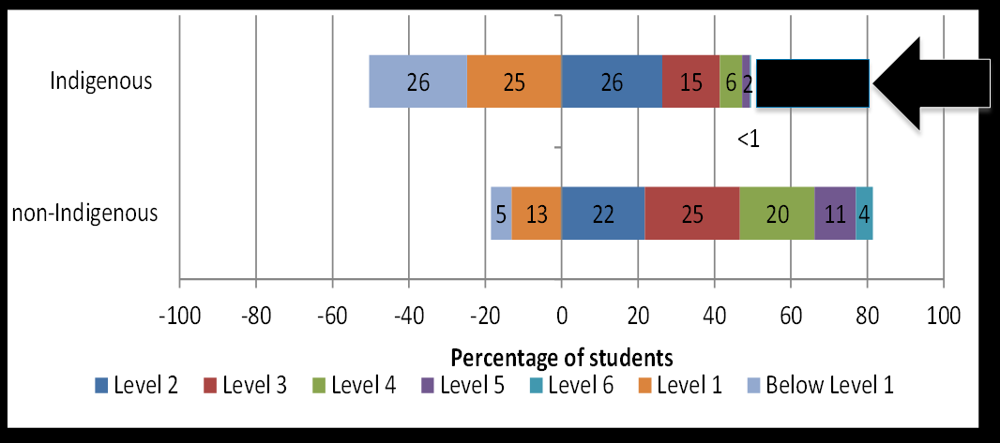 Indigenous 26 25 26 15 6 2
<1
non-Indigenous 5 13 22 25 20 11 4
-100 -80 -60 -40 -20 0 20 40 60 80 100
Percentage of students
Level 2 Level 3 Level 4 Level 5 Level 6 Level 1 Below Level 1